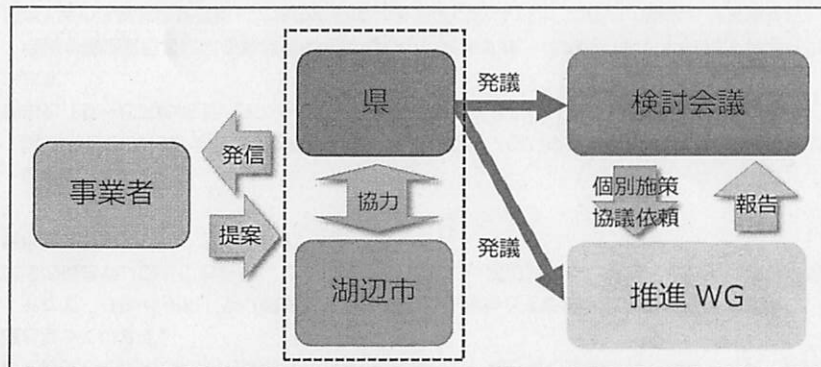 県
発議
検討会議
発信
事業者
協力
個別施策
協議依頼
報告
提案
発議
湖辺市
推進 WG